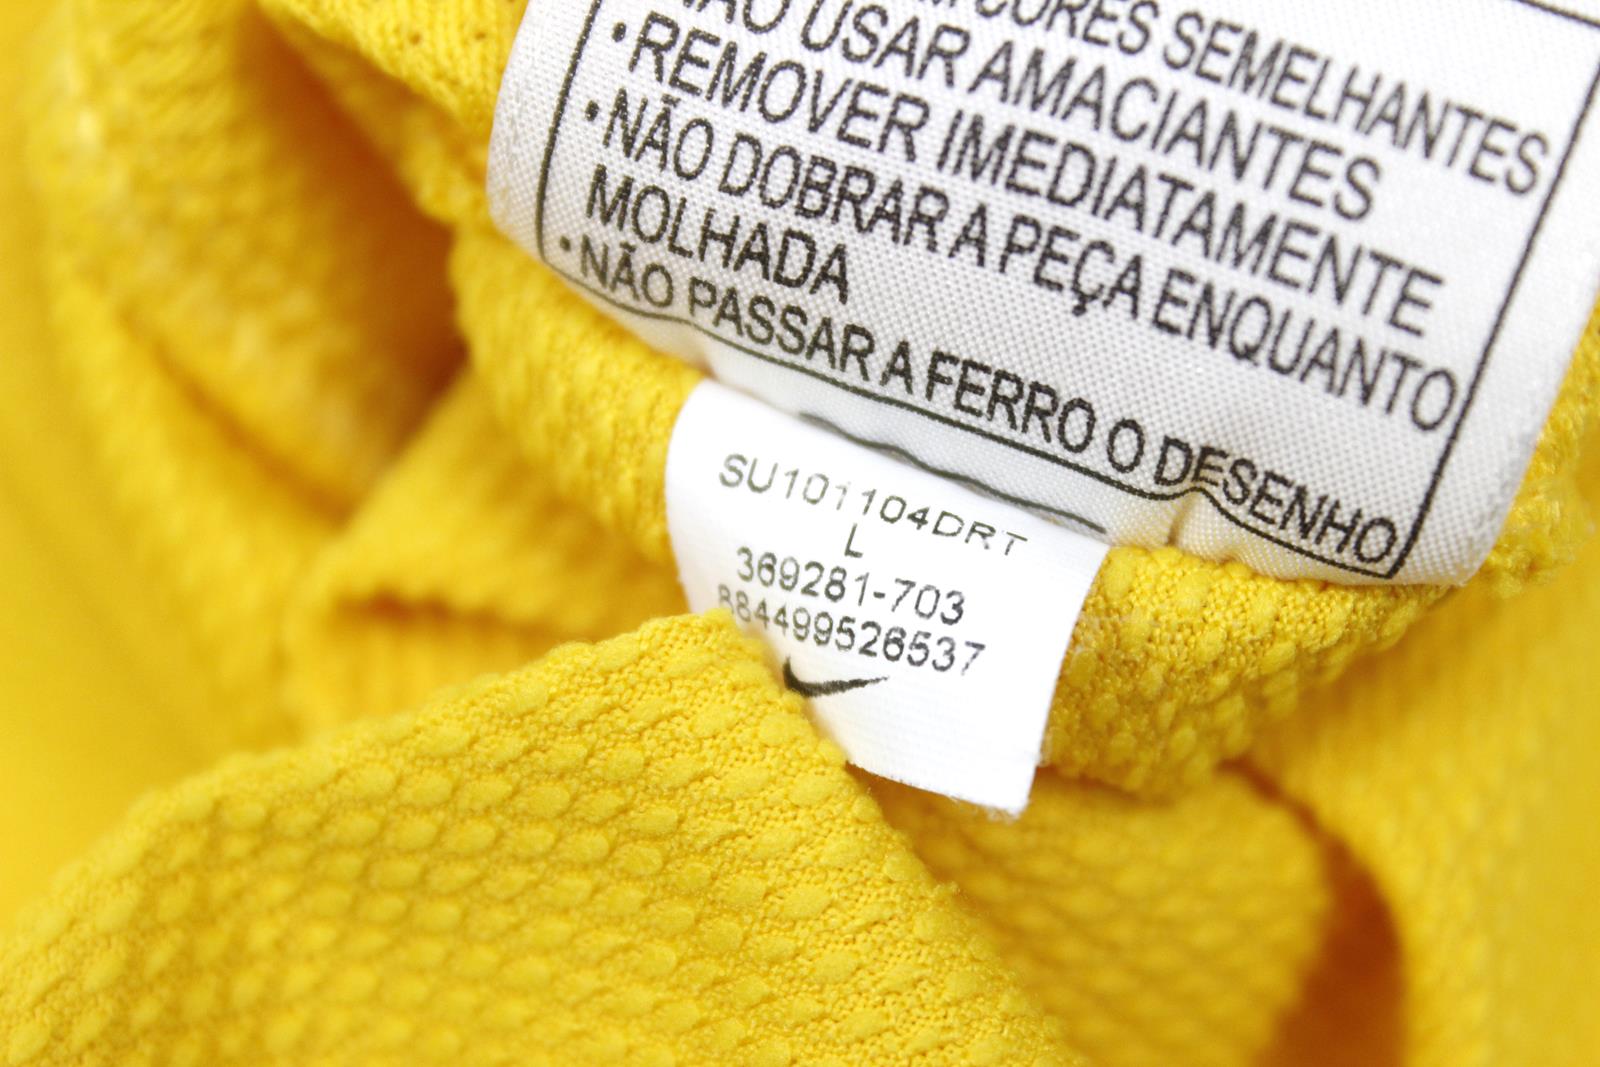 CORES SEMELHANTES
NÃO USAR AMACIANTES
•REMOVER IMEDIATAMENTE
•NÃO DOBRAR A PEÇA ENQUANTO
MOLHADA
•NÃO PASSAR A FERRO O DESENHO
SU101104DRT
L
369281-703
884499526537